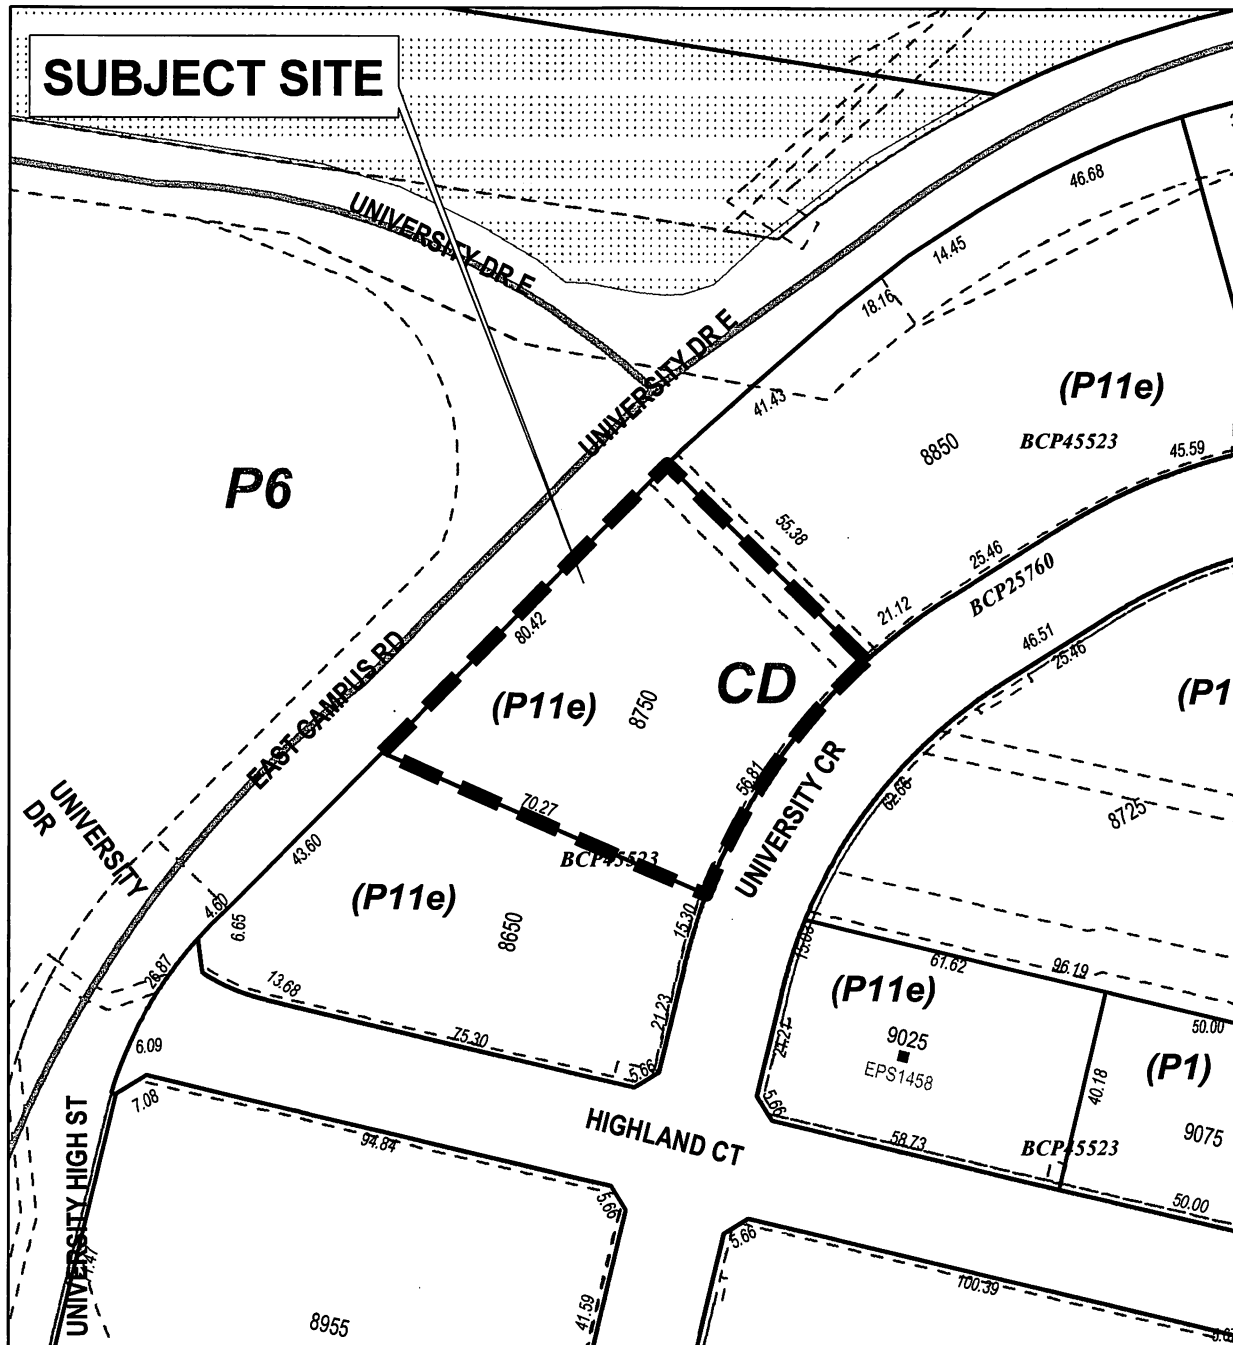 SUBJECT SITE
UNIVERSITY DR E
46.68
14.45
18.16
UNIVERSITY DR E
41.43
(P11e)
8850
BCP45523
45.59
P6
55.38
25.46
BCP25760
21.12
46.51
25.46
80.42
EAST CAMPUS RD
CD
(P11e)
8750
(P1
56.81
UNIVERSITY CR
62.66
8725
UNIVERSITY
DR
70.27
BCP45523
43.60
(P11e)
8650
4.60
6.65
15.30
15.03
26.87
13.68
61.62
96.19
(P11e)
21.23
24.21
9025
EPS1458
50.00
6.09
75.30
5.66
(P1)
40.18
7.08
5.66
9075
94.84
HIGHLAND CT
58.73
BCP45523
UNIVERSITY HIGH ST
5.66
50.00
5.66
100.39
41.59
8955